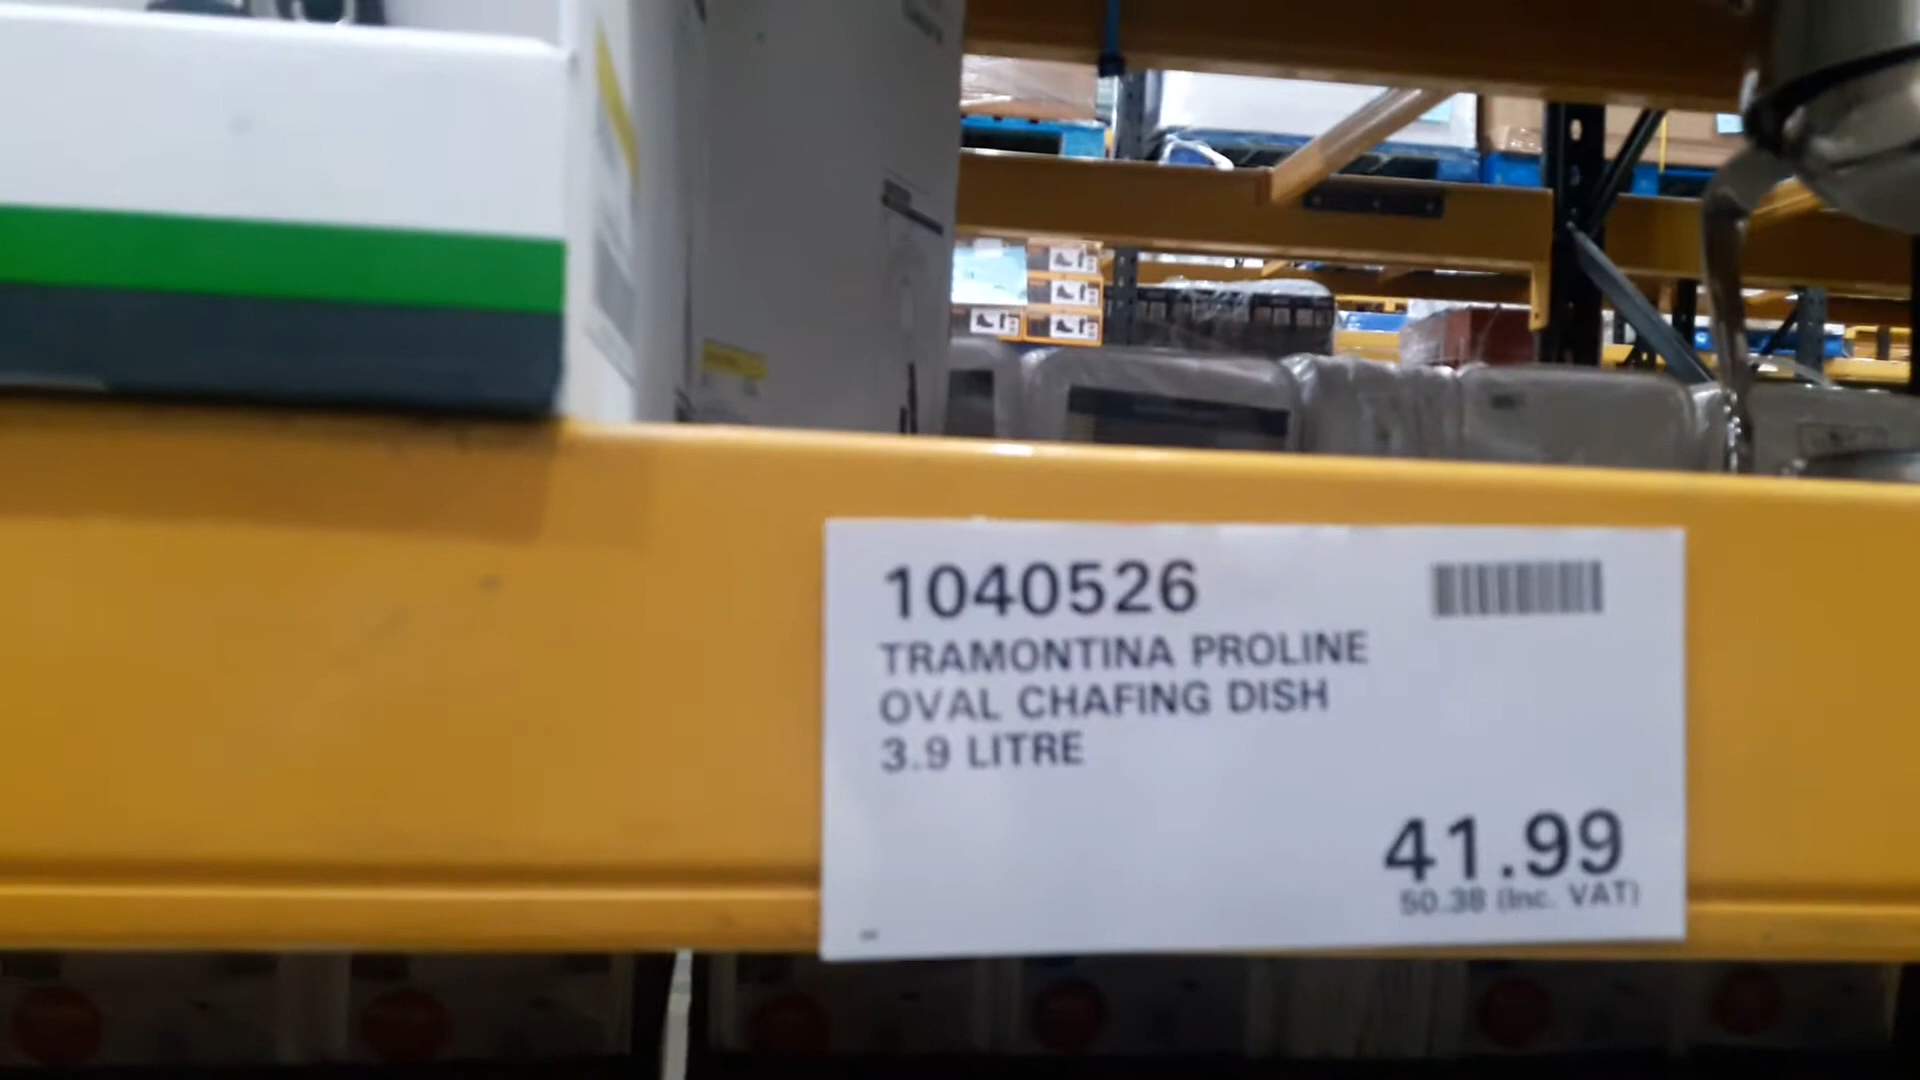 1040526
TRAMONTINA PROLINE
OVAL CHAFING DISH
3.9 LITRE
41.99
50.38 (Inc. VAT)